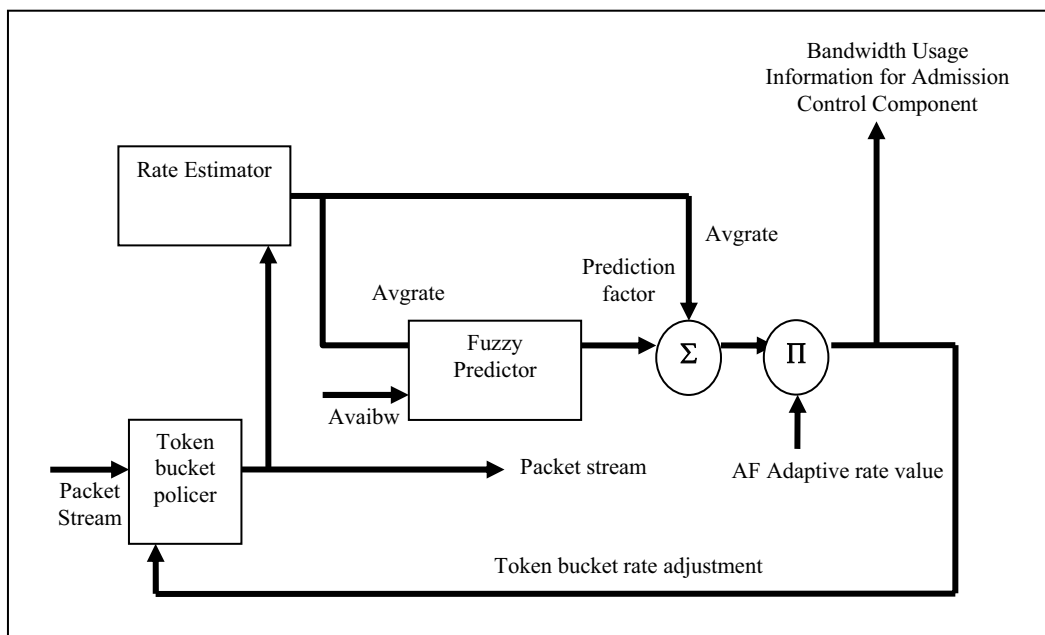 Bandwidth Usage
Information for Admission
Control Component
Rate Estimator
Avgrate
Prediction
factor
Avgrate
Fuzzy
Predictor
Σ
Π
Avaibw
Token
bucket
policer
Packet
Stream
Packet stream
AF Adaptive rate value
Token bucket rate adjustment